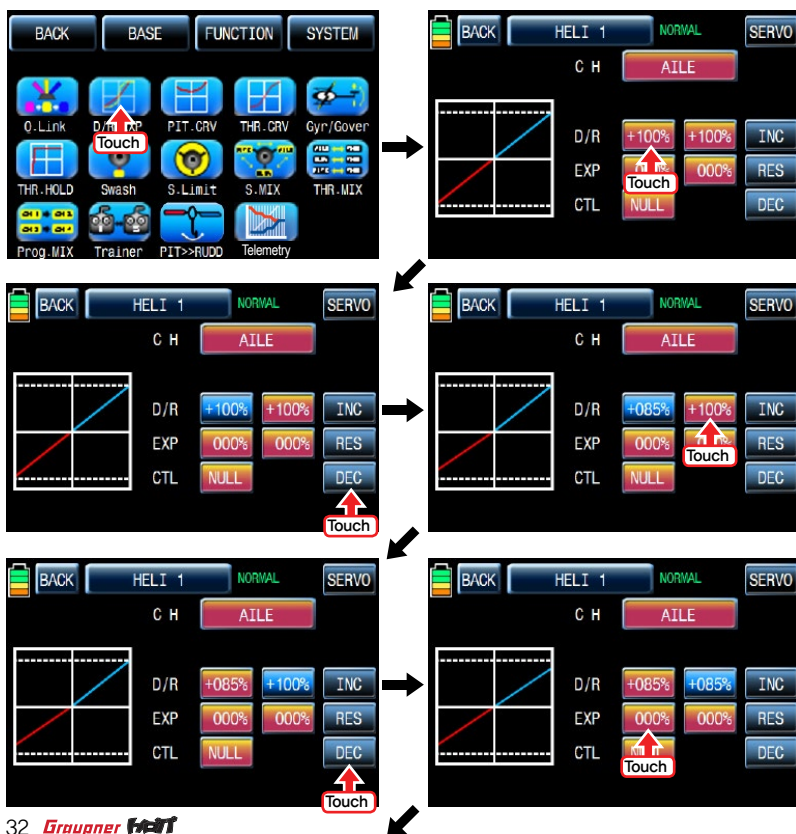 BACK BASE FUNCTION SYSTEM
Q.Link PIT.CRV THR.CRV Gyr/Gover
Touch
THR.HOLD Swash S.Limit S.MIX THR.MIX
Prog.MIX Trainer PIT>>RUDD Telemetry
BACK HELI 1 NORMAL SERVO
C H AILE
D/R +100% +100% INC
EXP 000% RES
Touch
CTL NULL DEC
BACK HELI 1 NORMAL SERVO
C H AILE
D/R +100% +100% INC
EXP 000% 000% RES
CTL NULL DEC
Touch
BACK HELI 1 NORMAL SERVO
C H AILE
D/R +085% +100% INC
EXP 000% RES
Touch
CTL NULL DEC
BACK HELI 1 NORMAL SERVO
C H AILE
D/R +085% +100% INC
EXP 000% 000% RES
CTL NULL DEC
Touch
BACK HELI 1 NORMAL SERVO
C H AILE
D/R +085% +085% INC
EXP 000% 000% RES
CTL DEC
Touch
32 Graupner